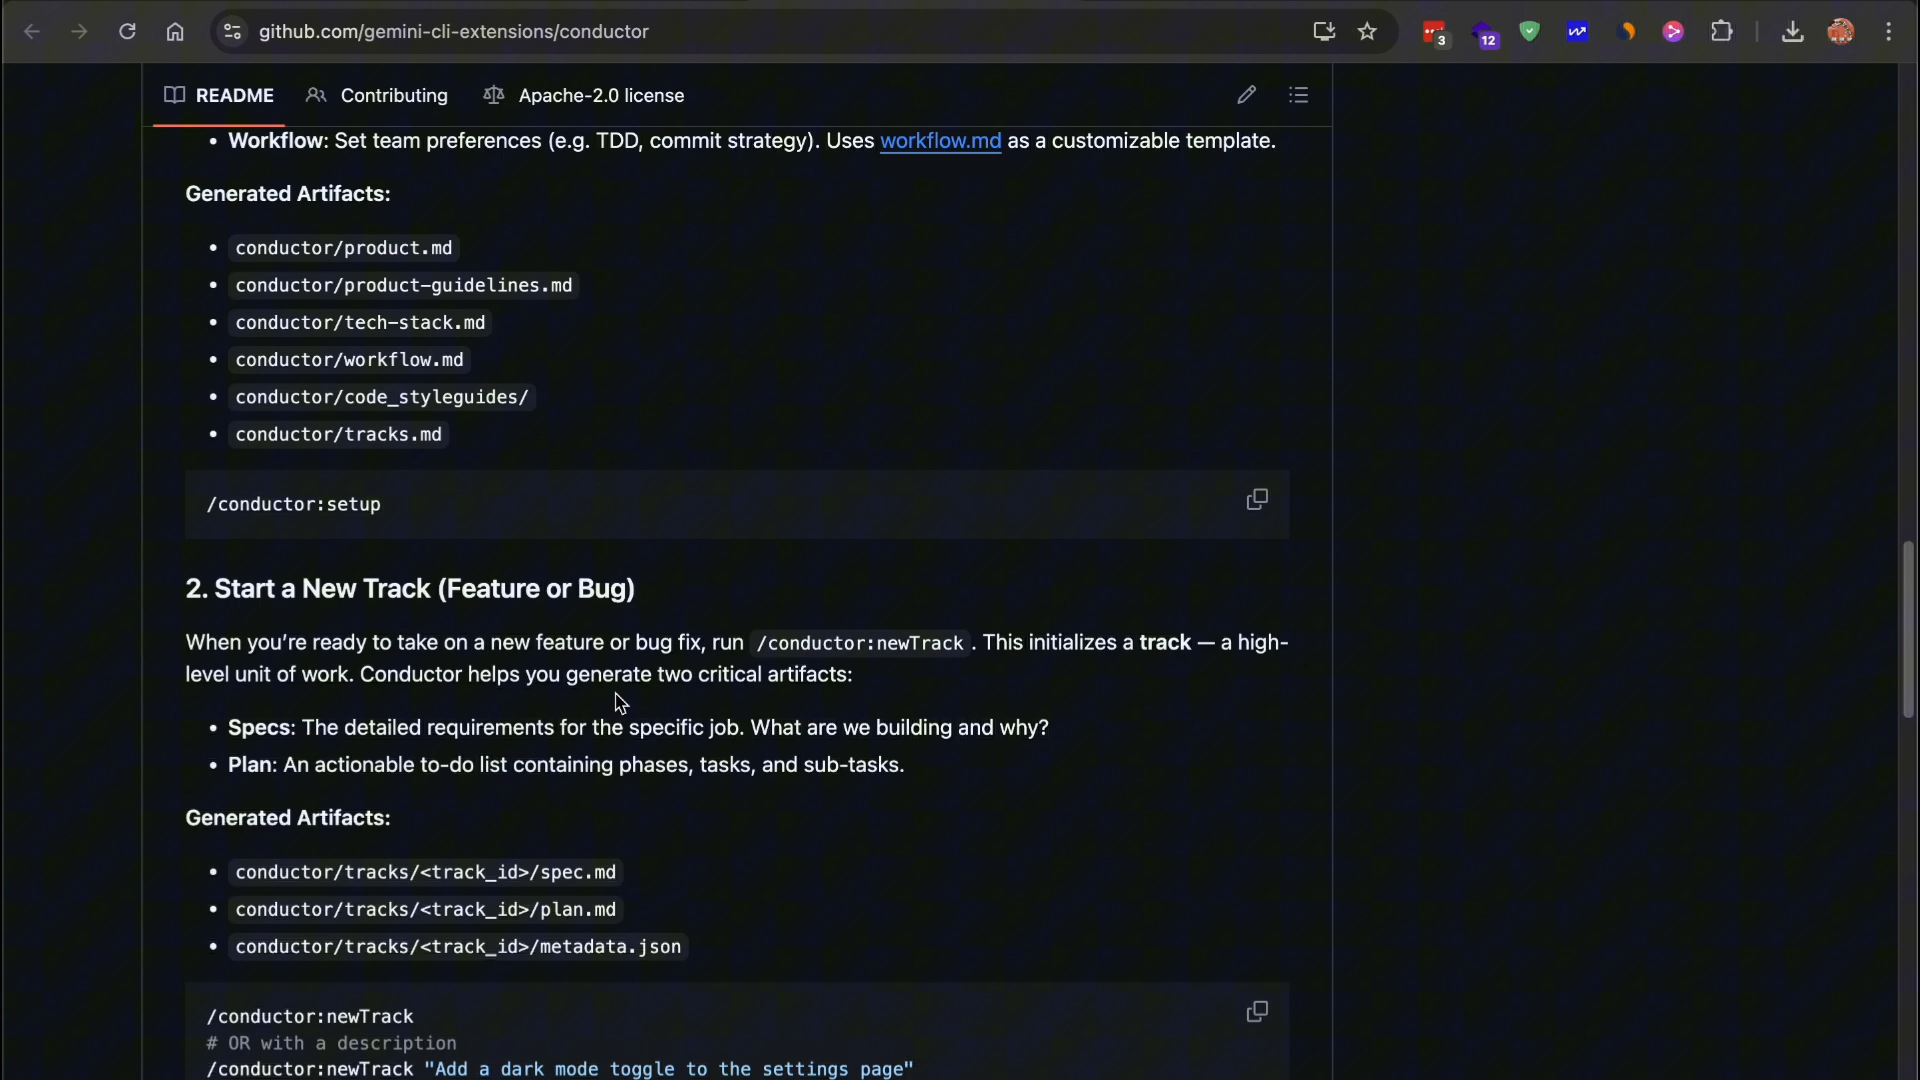 github.com/gemini-cli-extensions/conductor
3
12
README
Contributing
Apache-2.0 license
• Workflow: Set team preferences (e.g. TDD, commit strategy). Uses workflow.md as a customizable template.
Generated Artifacts:
• conductor/product.md
• conductor/product-guidelines.md
• conductor/tech-stack.md
• conductor/workflow.md
• conductor/code_styleguides/
• conductor/tracks.md
/conductor:setup
2. Start a New Track (Feature or Bug)
When you’re ready to take on a new feature or bug fix, run /conductor:newTrack . This initializes a track — a high-
level unit of work. Conductor helps you generate two critical artifacts:
• Specs: The detailed requirements for the specific job. What are we building and why?
• Plan: An actionable to-do list containing phases, tasks, and sub-tasks.
Generated Artifacts:
• conductor/tracks/<track_id>/spec.md
• conductor/tracks/<track_id>/plan.md
• conductor/tracks/<track_id>/metadata.json
/conductor:newTrack
# OR with a description
/conductor:newTrack "Add a dark mode toggle to the settings page"